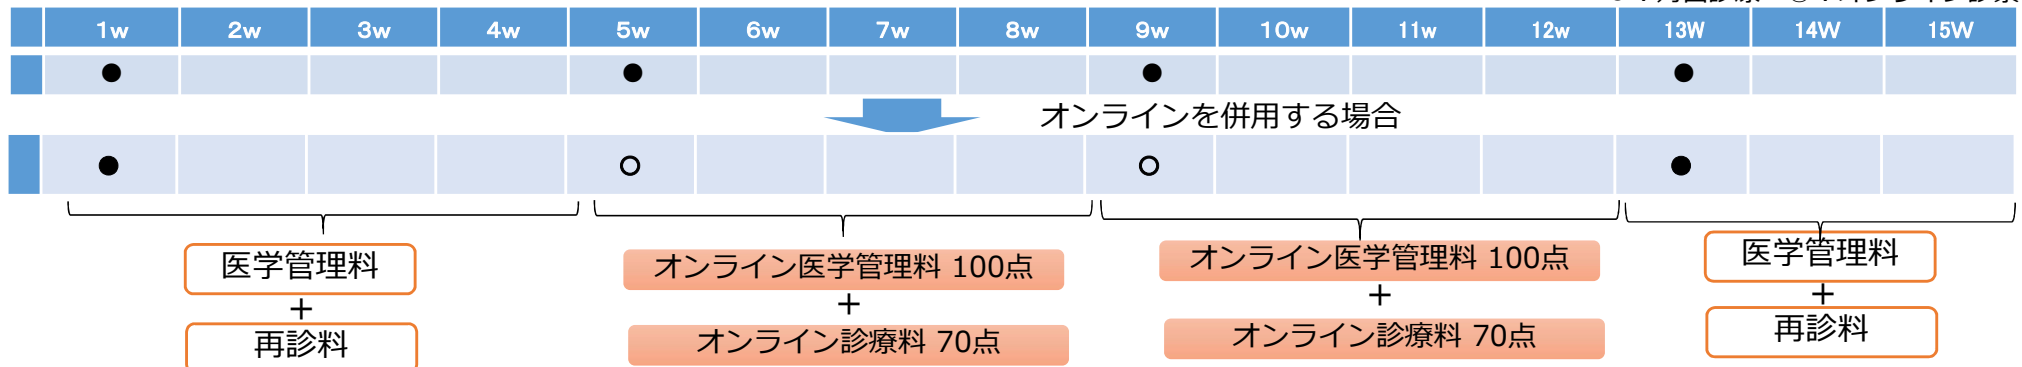 1w 2w 3w 4w 5w 6w 7w 8w 9w 10w 11w 12w 13W 14W 15W
オンラインを併用する場合
医学管理料
+
再診料
オンライン医学管理料 100点
+
オンライン診療料 70点
オンライン医学管理料 100点
+
オンライン診療料 70点
医学管理料
+
再診料